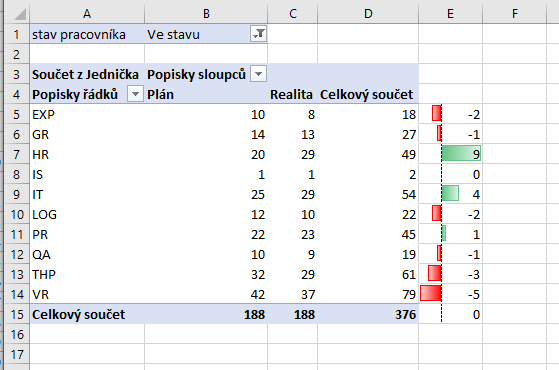 A B C D E F
1 stav pracovníka Ve stavu
2
3 Součet z Jednička Popisky sloupců
4 Popisky řádků Plán Realita Celkový součet
5 EXP 10 8 18 -2
6 GR 14 13 27 -1
7 HR 20 29 49 9
8 IS 1 1 2 0
9 IT 25 29 54 4
10 LOG 12 10 22 -2
11 PR 22 23 45 1
12 QA 10 9 19 -1
13 THP 32 29 61 -3
14 VR 42 37 79 -5
15 Celkový součet 188 188 376 0
16
17